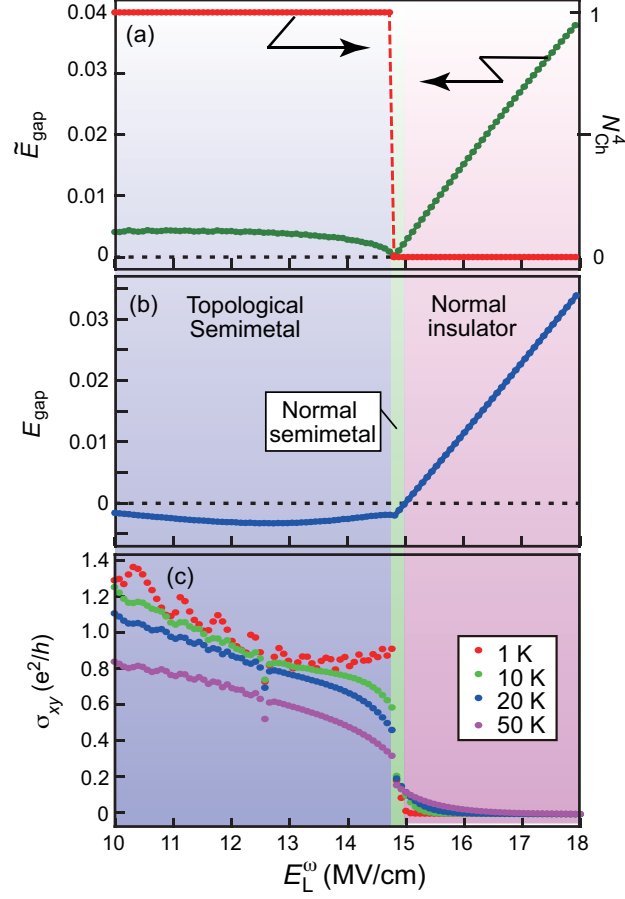 (a)
0.04
0.03
0.02
0.01
0
Ẽgap
1
0
N⁴Ch
(b)
Topological
Semimetal
Normal
insulator
Normal
semimetal
0.03
0.02
0.01
0
Egap
(c)
1.4
1.2
1.0
0.8
0.6
0.4
0.2
0
σxy (e²/h)
1 K
10 K
20 K
50 K
10 11 12 13 14 15 16 17 18
E_L^ω (MV/cm)